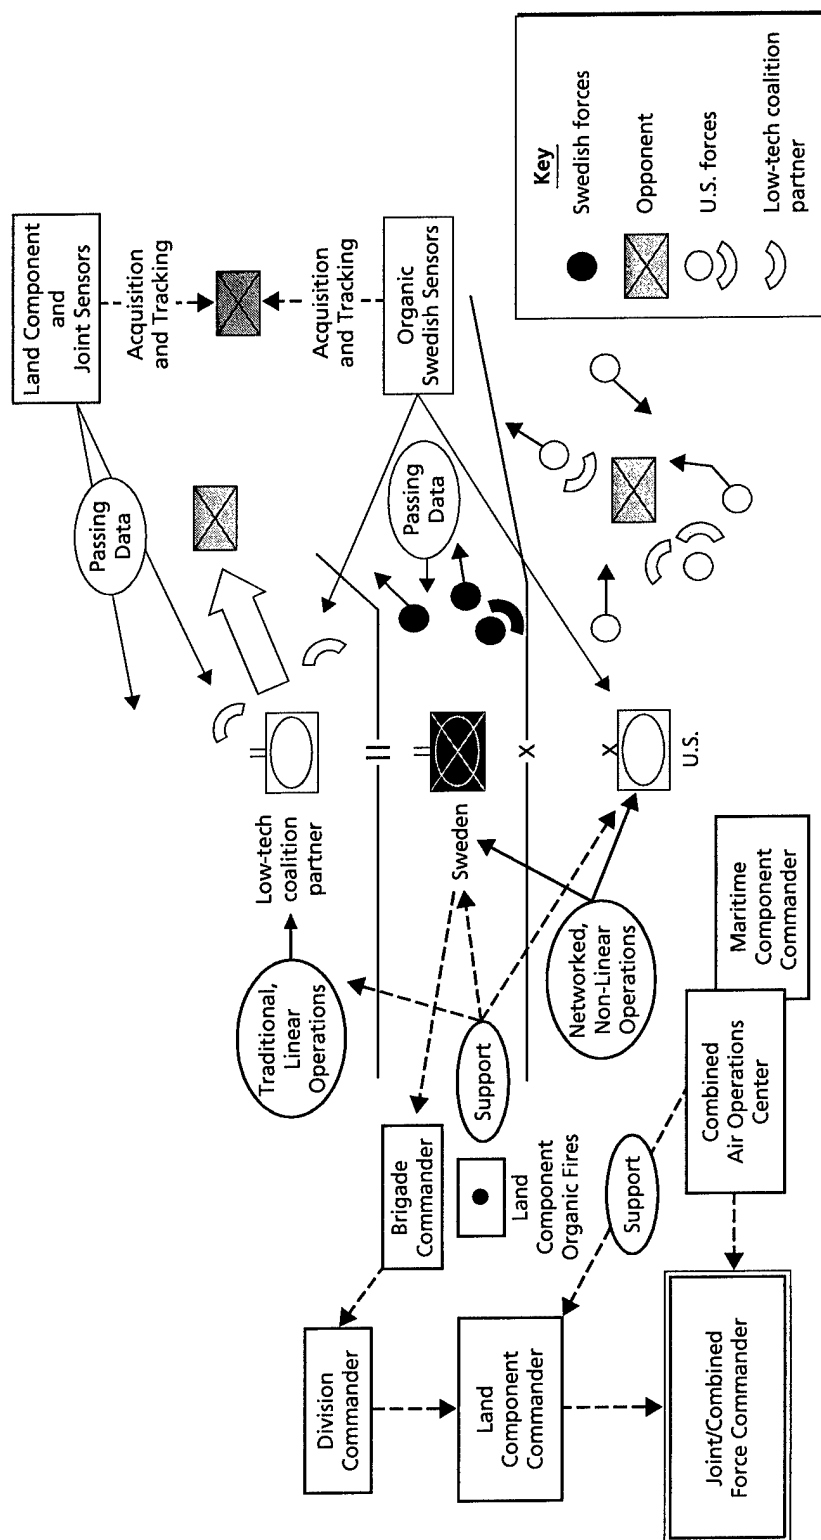 Land Component
and
Joint Sensors
Acquisition
and Tracking
Acquisition
and Tracking
Organic
Swedish Sensors
Passing
Data
Passing
Data
Low-tech
coalition
partner
Traditional,
Linear
Operations
II
II
II
Sweden
X
X
U.S.
Support
Networked,
Non-Linear
Operations
Brigade
Commander
Land
Component
Organic Fires
Division
Commander
Land
Component
Commander
Support
Maritime
Component
Commander
Combined
Air Operations
Center
Joint/Combined
Force Commander
Key
Swedish forces
Opponent
U.S. forces
Low-tech coalition
partner